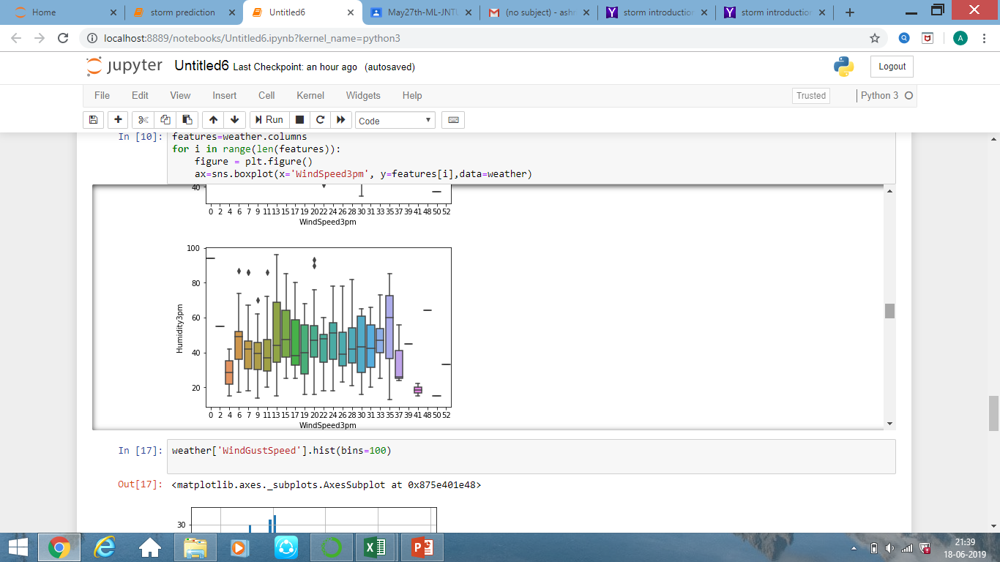 Home
storm prediction
Untitled6
May27th-ML-JNTU
(no subject) - ashr
storm introduction
storm introduction
localhost:8889/notebooks/Untitled6.ipynb?kernel_name=python3
A
jupyter Untitled6 Last Checkpoint: an hour ago (autosaved)
Logout
File Edit View Insert Cell Kernel Widgets Help
Trusted
Python 3
Run
Code
In [10]: features=weather.columns
for i in range(len(features)):
figure = plt.figure()
ax=sns.boxplot(x='WindSpeed3pm', y=features[i],data=weather)
40
0 2 4 6 7 9 11 13 15 17 19 20 22 24 26 28 30 31 33 35 37 39 41 48 50 52
WindSpeed3pm
100
80
60
40
20
Humidity3pm
0 2 4 6 7 9 11 13 15 17 19 20 22 24 26 28 30 31 33 35 37 39 41 48 50 52
WindSpeed3pm
In [17]: weather['WindGustSpeed'].hist(bins=100)
Out[17]: <matplotlib.axes._subplots.AxesSubplot at 0x875e401e48>
30
21:39
18-06-2019